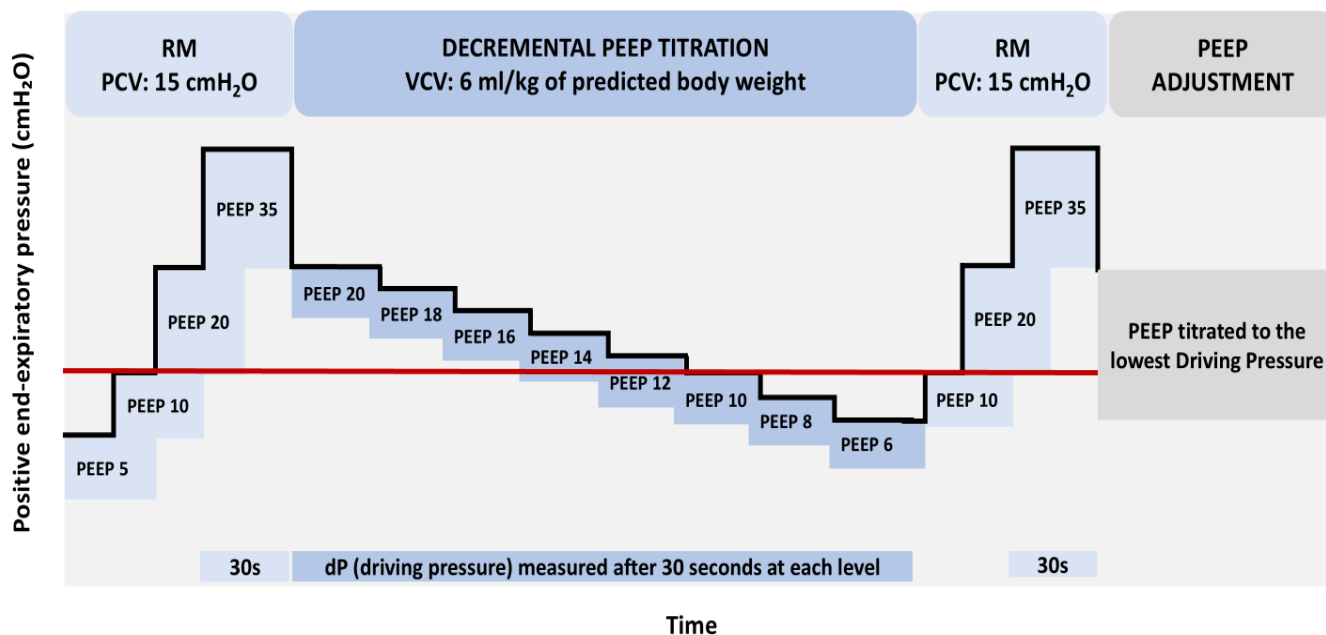 RM
PCV: 15 cmH₂O
DECREMENTAL PEEP TITRATION
VCV: 6 ml/kg of predicted body weight
RM
PCV: 15 cmH₂O
PEEP
ADJUSTMENT
Positive end-expiratory pressure (cmH₂O)
PEEP 5
PEEP 10
PEEP 20
PEEP 35
PEEP 20
PEEP 18
PEEP 16
PEEP 14
PEEP 12
PEEP 10
PEEP 8
PEEP 6
PEEP 10
PEEP 20
PEEP 35
PEEP titrated to the
lowest Driving Pressure
30s
dP (driving pressure) measured after 30 seconds at each level
30s
Time